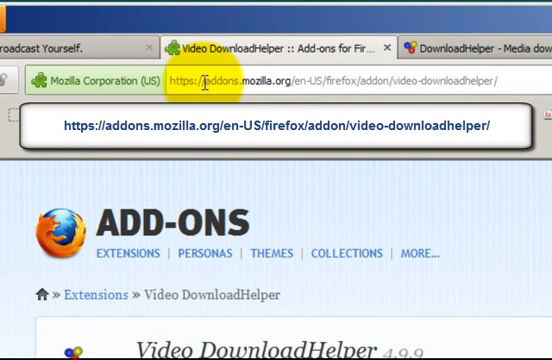 roadcast Yourself.
Video DownloadHelper :: Add-ons for Fir...
DownloadHelper - Media dow
Mozilla Corporation (US)
https://addons.mozilla.org/en-US/firefox/addon/video-downloadhelper/
https://addons.mozilla.org/en-US/firefox/addon/video-downloadhelper/
ADD-ONS
EXTENSIONS | PERSONAS | THEMES | COLLECTIONS | MORE...
» Extensions » Video DownloadHelper
Video DownloadHelper 4.9.9